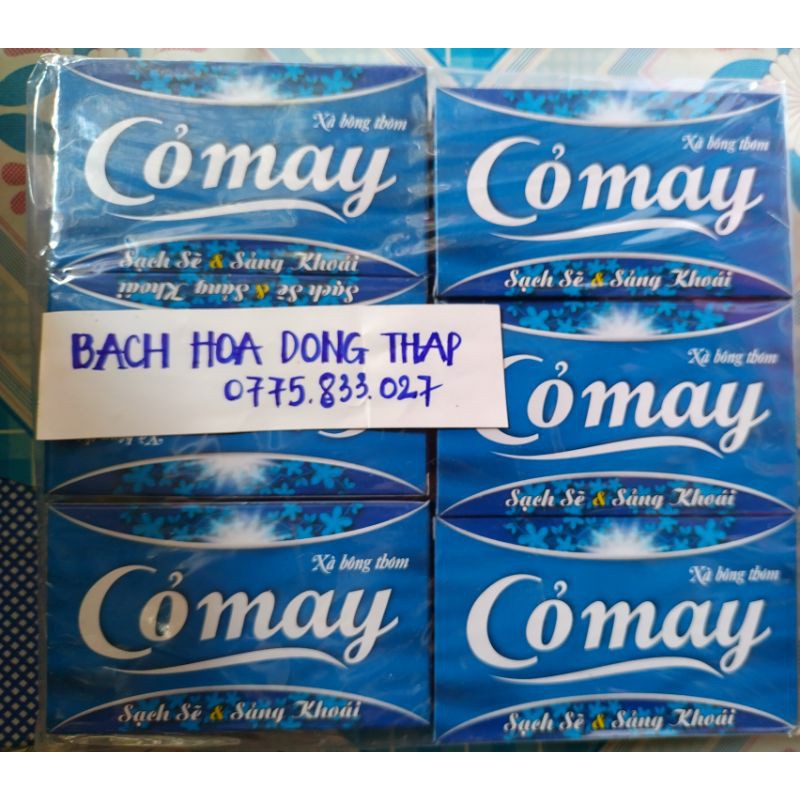 Xà bông thơm
Cỏmay
Sạch Sẽ & Sảng Khoái
Xà bông thơm
Cỏmay
Sạch Sẽ & Sảng Khoái
Sạch Sẽ & Sảng Khoái
BACH HOA DONG THAP
0775.833.027
Xà bông thơm
Cỏmay
Sạch Sẽ & Sảng Khoái
Xà bông thơm
Cỏmay
Sạch Sẽ & Sảng Khoái
Xà bông thơm
Cỏmay
Sạch Sẽ & Sảng Khoái